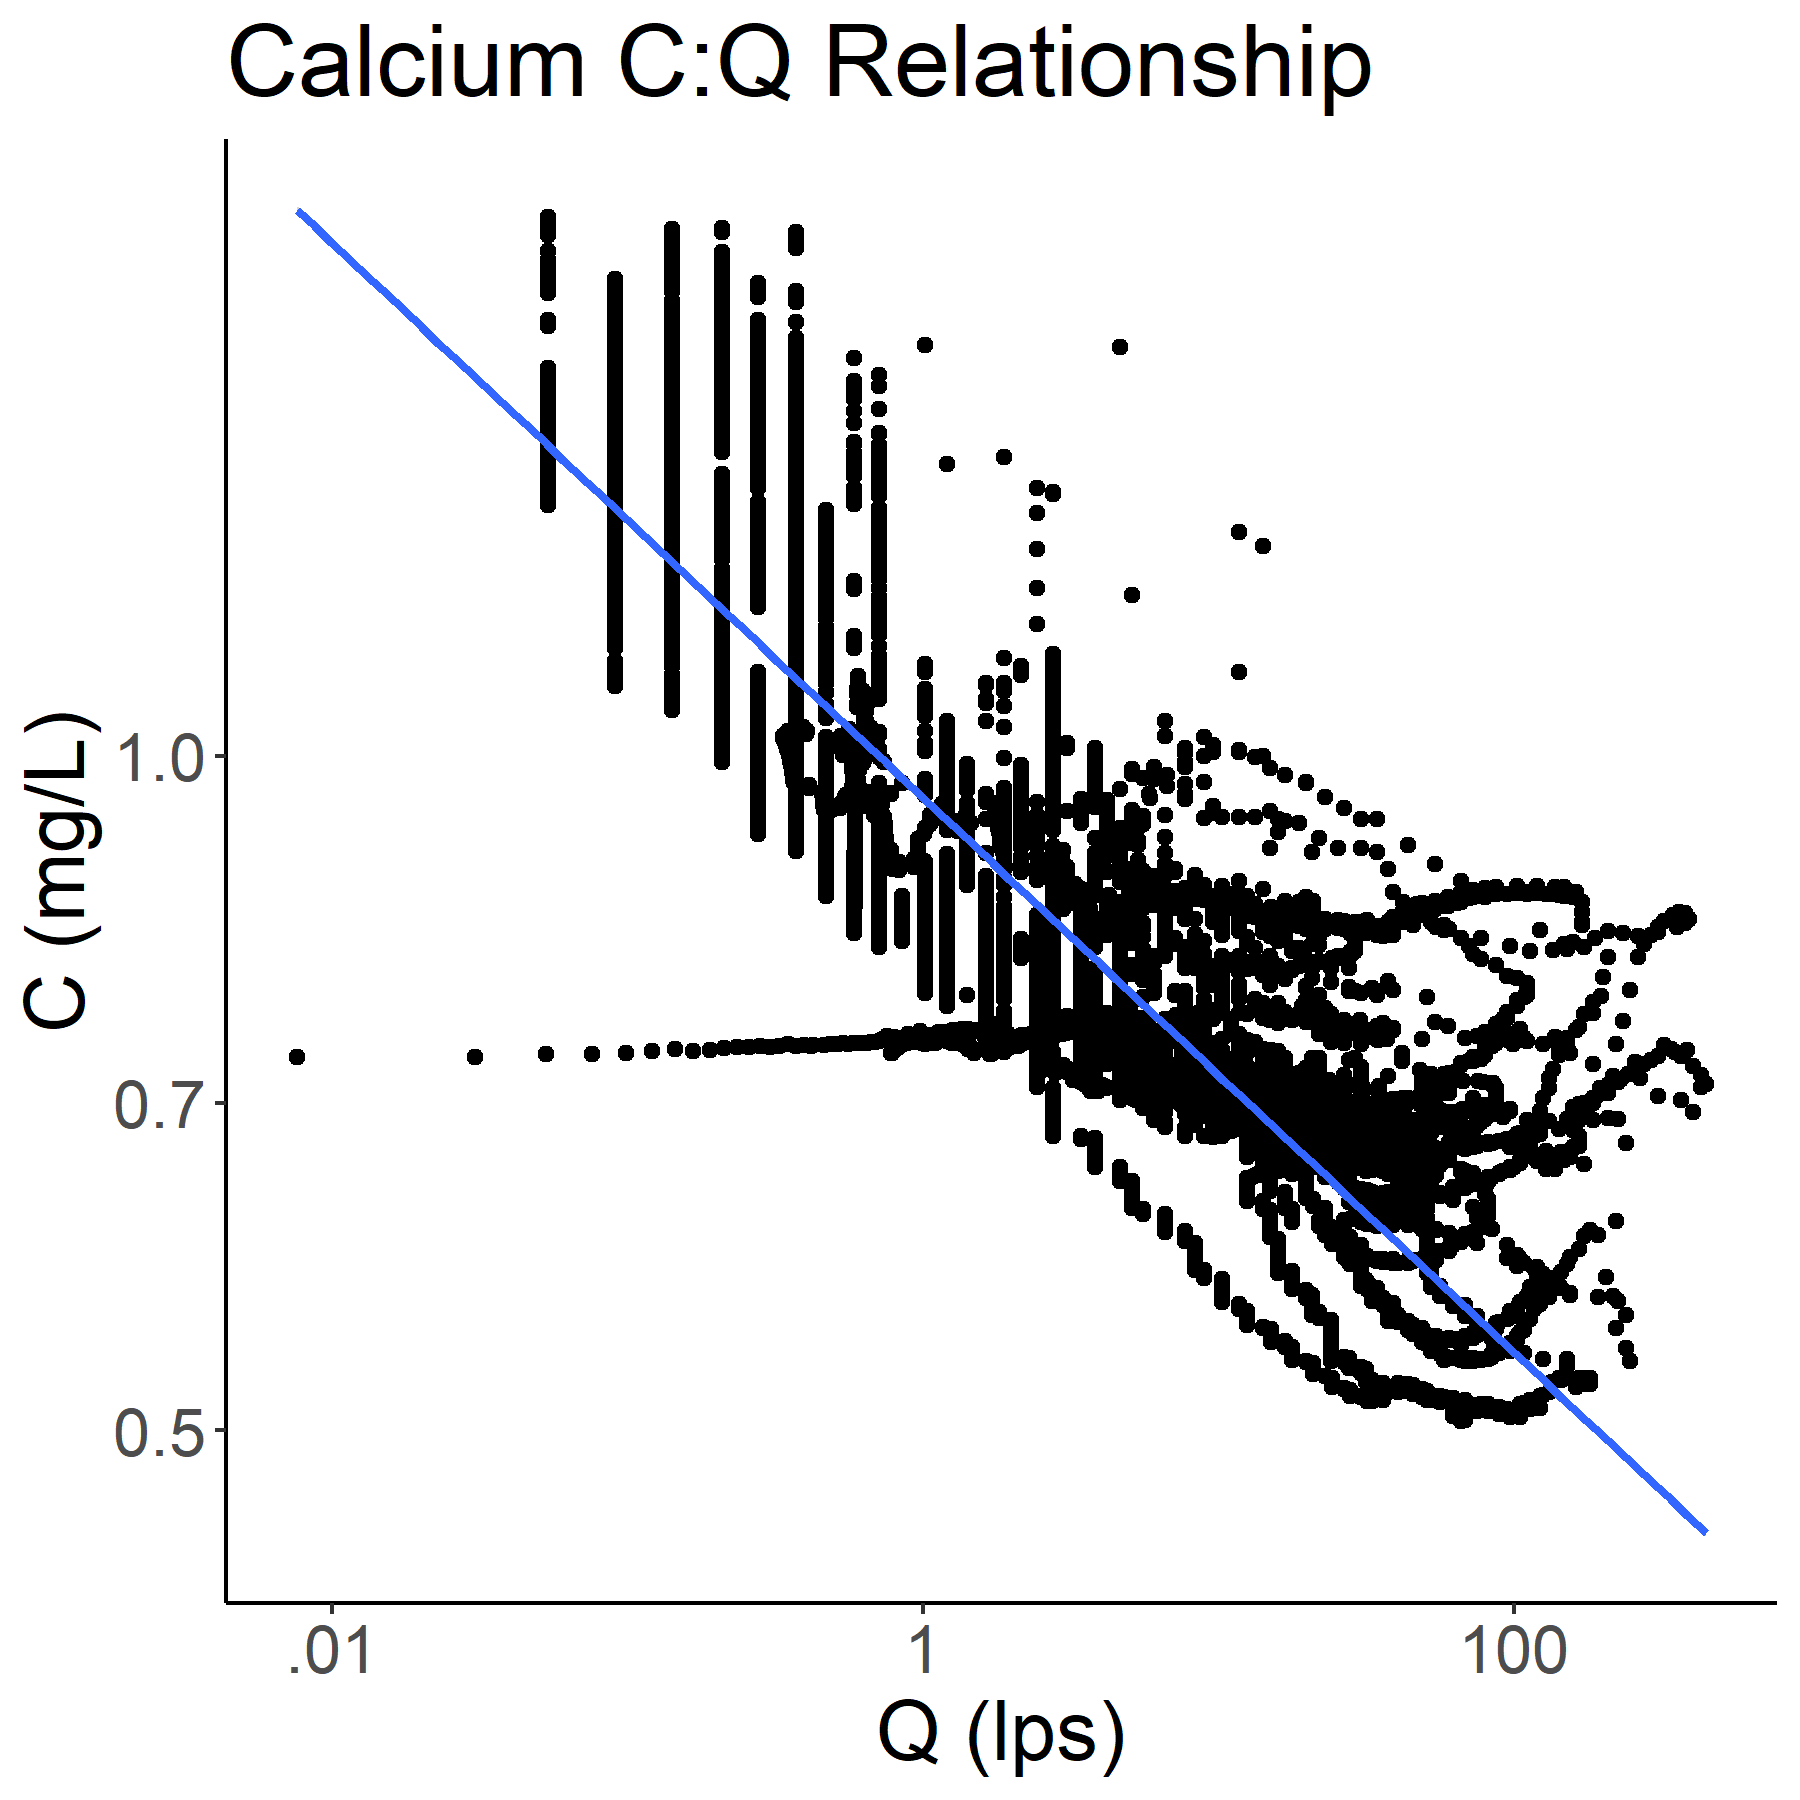 Calcium C:Q Relationship
C (mg/L)
1.0
0.7
0.5
.01
1
100
Q (lps)